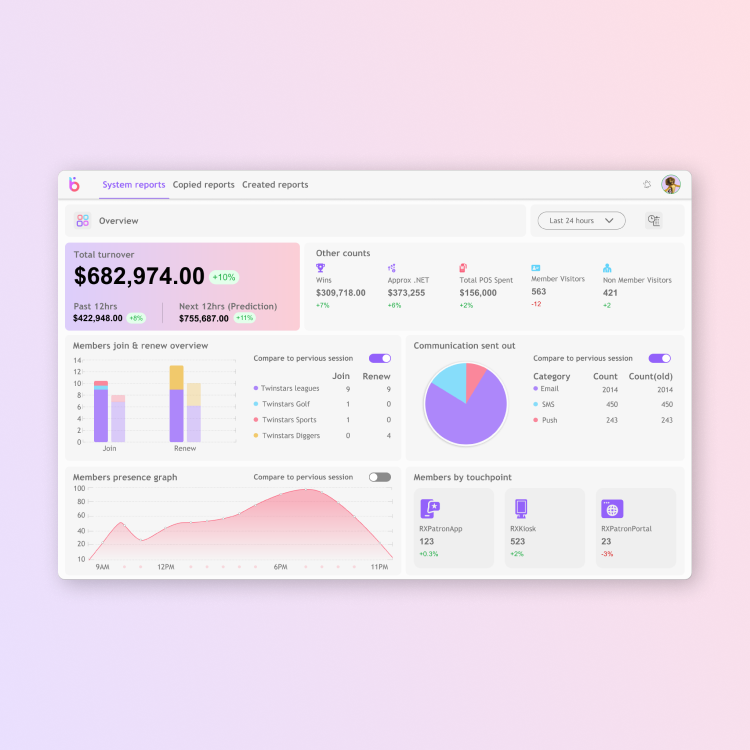 System reports Copied reports Created reports
Overview
Last 24 hours
Total turnover
$682,974.00 +10%
Past 12hrs
$422,948.00 +8%
Next 12hrs (Prediction)
$755,687.00 +11%
Other counts
Wins
$309,718.00
+7%
Approx .NET
$373,255
+6%
Total POS Spent
$156,000
+2%
Member Visitors
563
-12
Non Member Visitors
421
+2
Members join & renew overview
14
12
10
8
6
4
2
0
Join Renew
Compare to pervious session
Join Renew
Twinstars leagues 9 9
Twinstars Golf 1 0
Twinstars Sports 1 0
Twinstars Diggers 0 4
Communication sent out
Compare to pervious session
Category Count Count(old)
Email 2014 2014
SMS 450 450
Push 243 243
Members presence graph
Compare to pervious session
100
80
60
40
20
10
9AM 12PM 6PM 11PM
Members by touchpoint
RXPatronApp
123
+0.3%
RXKiosk
523
+2%
RXPatronPortal
23
-3%